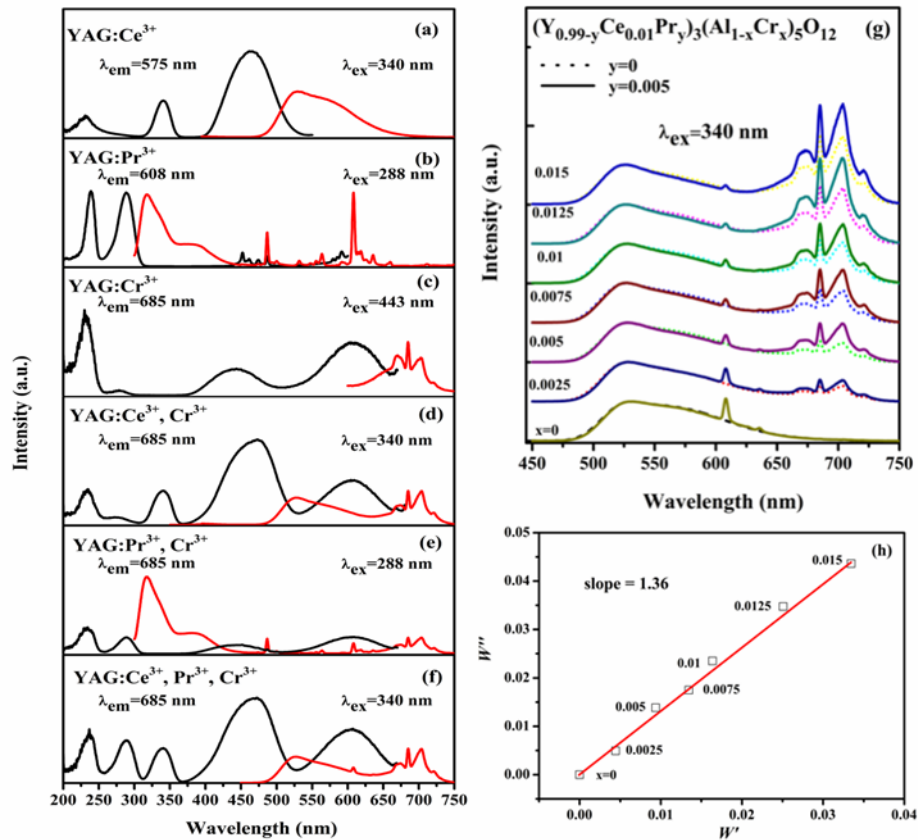 YAG:Ce³⁺
(a)
λem=575 nm
λex=340 nm
YAG:Pr³⁺
(b)
λem=608 nm
λex=288 nm
YAG:Cr³⁺
(c)
λem=685 nm
λex=443 nm
YAG:Ce³⁺, Cr³⁺
(d)
λem=685 nm
λex=340 nm
YAG:Pr³⁺, Cr³⁺
(e)
λem=685 nm
λex=288 nm
YAG:Ce³⁺, Pr³⁺, Cr³⁺
(f)
λem=685 nm
λex=340 nm
Intensity (a.u.)
200 250 300 350 400 450 500 550 600 650 700 750
Wavelength (nm)
(Y0.99-yCe0.01Pry)3(Al1-xCrx)5O12
(g)
y=0
y=0.005
λex=340 nm
0.015
0.0125
0.01
0.0075
0.005
0.0025
x=0
Intensity (a.u.)
450 500 550 600 650 700 750
Wavelength (nm)
(h)
slope = 1.36
0.05
0.04
0.03
0.02
0.01
0.00
0.015
0.0125
0.01
0.0075
0.005
0.0025
x=0
W''
0.00 0.01 0.02 0.03 0.04
W'